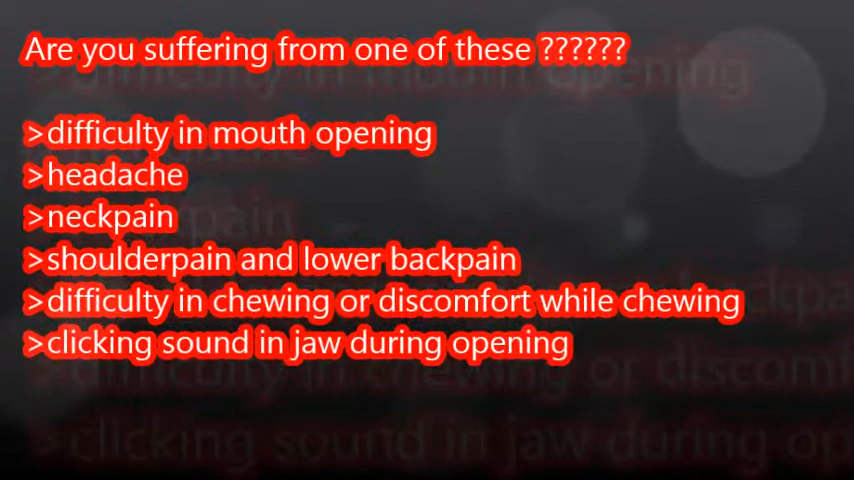 Are you suffering from one of these ??????
>difficulty in mouth opening
>headache
>neckpain
>shoulderpain and lower backpain
>difficulty in chewing or discomfort while chewing
>clicking sound in jaw during opening